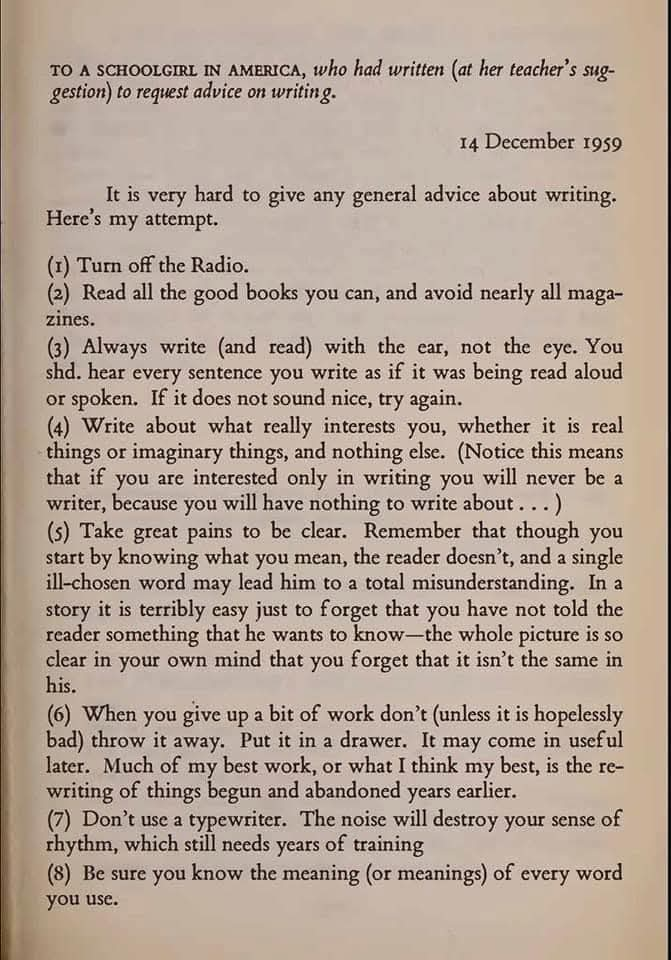 TO A SCHOOLGIRL IN AMERICA, who had written (at her teacher's sug-
gestion) to request advice on writing.
14 December 1959
It is very hard to give any general advice about writing.
Here's my attempt.
(1) Turn off the Radio.
(2) Read all the good books you can, and avoid nearly all maga-
zines.
(3) Always write (and read) with the ear, not the eye. You
shd. hear every sentence you write as if it was being read aloud
or spoken. If it does not sound nice, try again.
(4) Write about what really interests you, whether it is real
things or imaginary things, and nothing else. (Notice this means
that if you are interested only in writing you will never be a
writer, because you will have nothing to write about . . . )
(5) Take great pains to be clear. Remember that though you
start by knowing what you mean, the reader doesn't, and a single
ill-chosen word may lead him to a total misunderstanding. In a
story it is terribly easy just to forget that you have not told the
reader something that he wants to know—the whole picture is so
clear in your own mind that you forget that it isn't the same in
his.
(6) When you give up a bit of work don't (unless it is hopelessly
bad) throw it away. Put it in a drawer. It may come in useful
later. Much of my best work, or what I think my best, is the re-
writing of things begun and abandoned years earlier.
(7) Don't use a typewriter. The noise will destroy your sense of
rhythm, which still needs years of training
(8) Be sure you know the meaning (or meanings) of every word
you use.